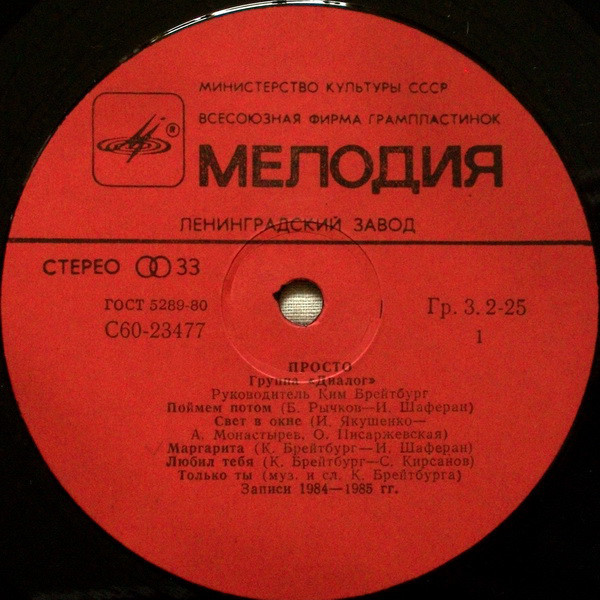 МИНИСТЕРСТВО КУЛЬТУРЫ СССР
ВСЕСОЮЗНАЯ ФИРМА ГРАМПЛАСТИНОК
®
МЕЛОДИЯ
ЛЕНИНГРАДСКИЙ ЗАВОД
СТЕРЕО 33
ГОСТ 5289-80
С60-23477
Гр. 3. 2-25
1
ПРОСТО
Группа «Диалог»
Руководитель Ким Брейтбург
Поймем потом (Б. Рычков—И. Шаферан)
Свет в окне (И. Якушенко—
А. Монастырев, О. Писаржевская)
Маргарита (К. Брейтбург—И. Шаферан)
Любил тебя (К. Брейтбург—С. Кирсанов)
Только ты (муз. и сл. К. Брейтбурга)
Записи 1984—1985 гг.